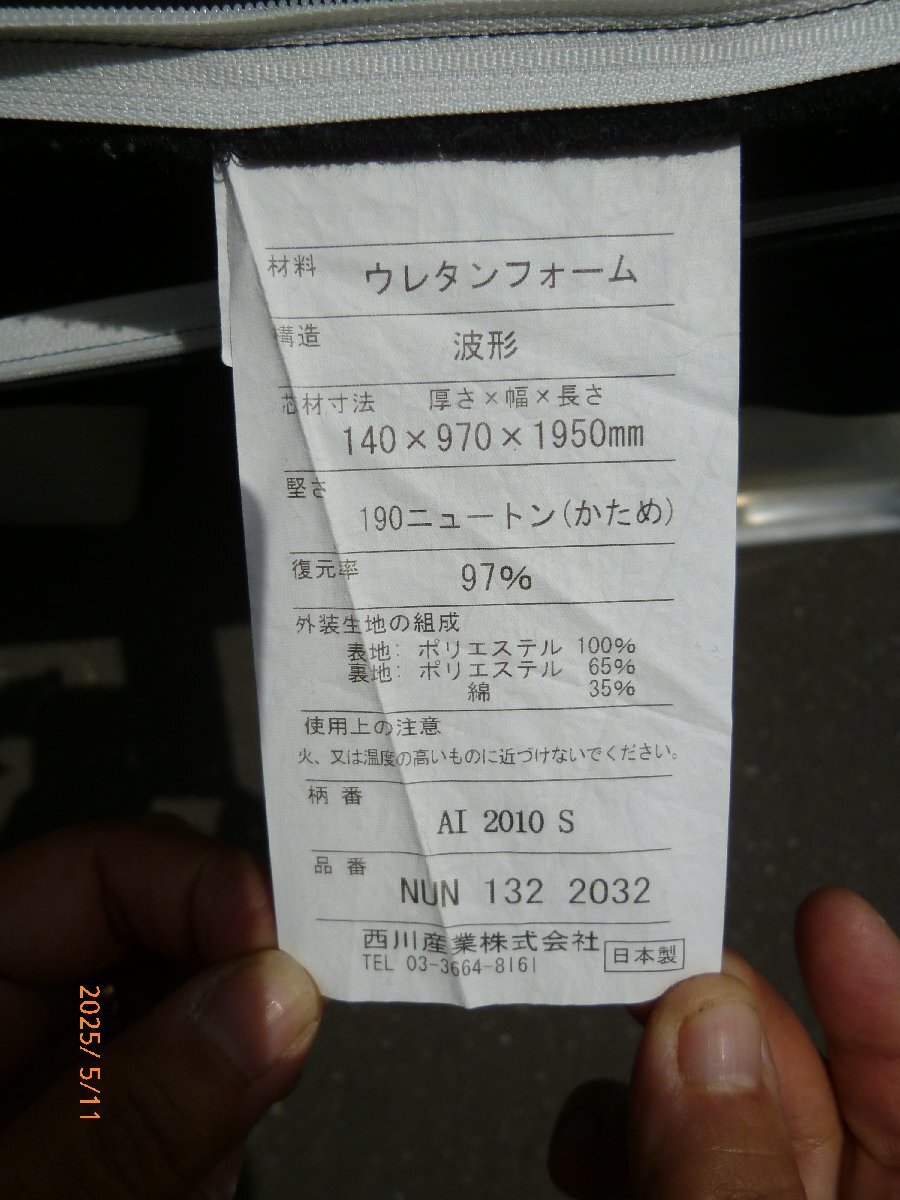 材料 ウレタンフォーム
構造 波形
芯材寸法 厚さ×幅×長さ
140×970×1950mm
堅さ
190ニュートン(かため)
復元率 97%
外装生地の組成
表地: ポリエステル 100%
裏地: ポリエステル 65%
綿 35%
使用上の注意
火、又は温度の高いものに近づけないでください。
柄番
AI 2010 S
品番
NUN 132 2032
西川産業株式会社
TEL 03-3664-8161 日本製
2025/ 5/11